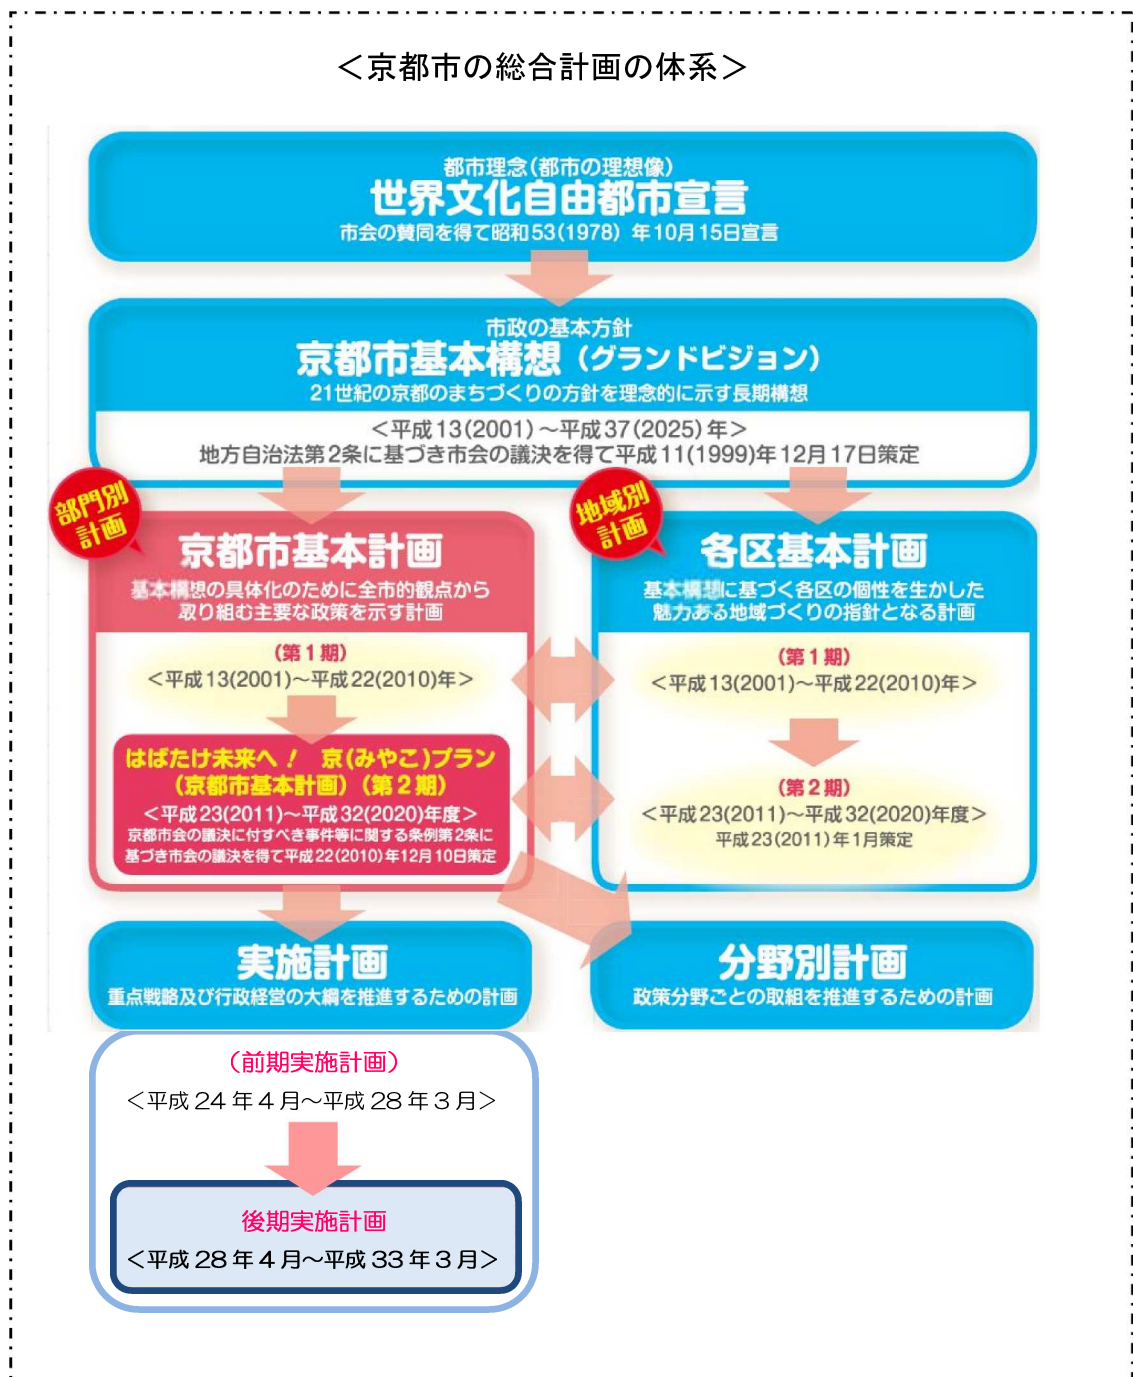 ＜京都市の総合計画の体系＞
都市理念(都市の理想像)
世界文化自由都市宣言
市会の賛同を得て昭和53(1978) 年10月15日宣言
市政の基本方針
京都市基本構想（グランドビジョン）
21世紀の京都のまちづくりの方針を理念的に示す長期構想
＜平成13(2001)～平成37(2025)年＞
地方自治法第2条に基づき市会の議決を得て平成11(1999)年12月17日策定
部門別
計画
京都市基本計画
基本構想の具体化のために全市的観点から
取り組む主要な政策を示す計画
(第1期)
＜平成13(2001)～平成22(2010)年＞
はばたけ未来へ！ 京(みやこ)プラン
(京都市基本計画)(第2期)
＜平成23(2011)～平成32(2020)年度＞
京都市会の議決に付すべき事件等に関する条例第2条に
基づき市会の議決を得て平成22(2010)年12月10日策定
地域別
計画
各区基本計画
基本構想に基づく各区の個性を生かした
魅力ある地域づくりの指針となる計画
(第1期)
＜平成13(2001)～平成22(2010)年＞
(第2期)
＜平成23(2011)～平成32(2020)年度＞
平成23(2011)年1月策定
実施計画
重点戦略及び行政経営の大綱を推進するための計画
分野別計画
政策分野ごとの取組を推進するための計画
（前期実施計画）
＜平成24年4月～平成28年3月＞
後期実施計画
＜平成28年4月～平成33年3月＞